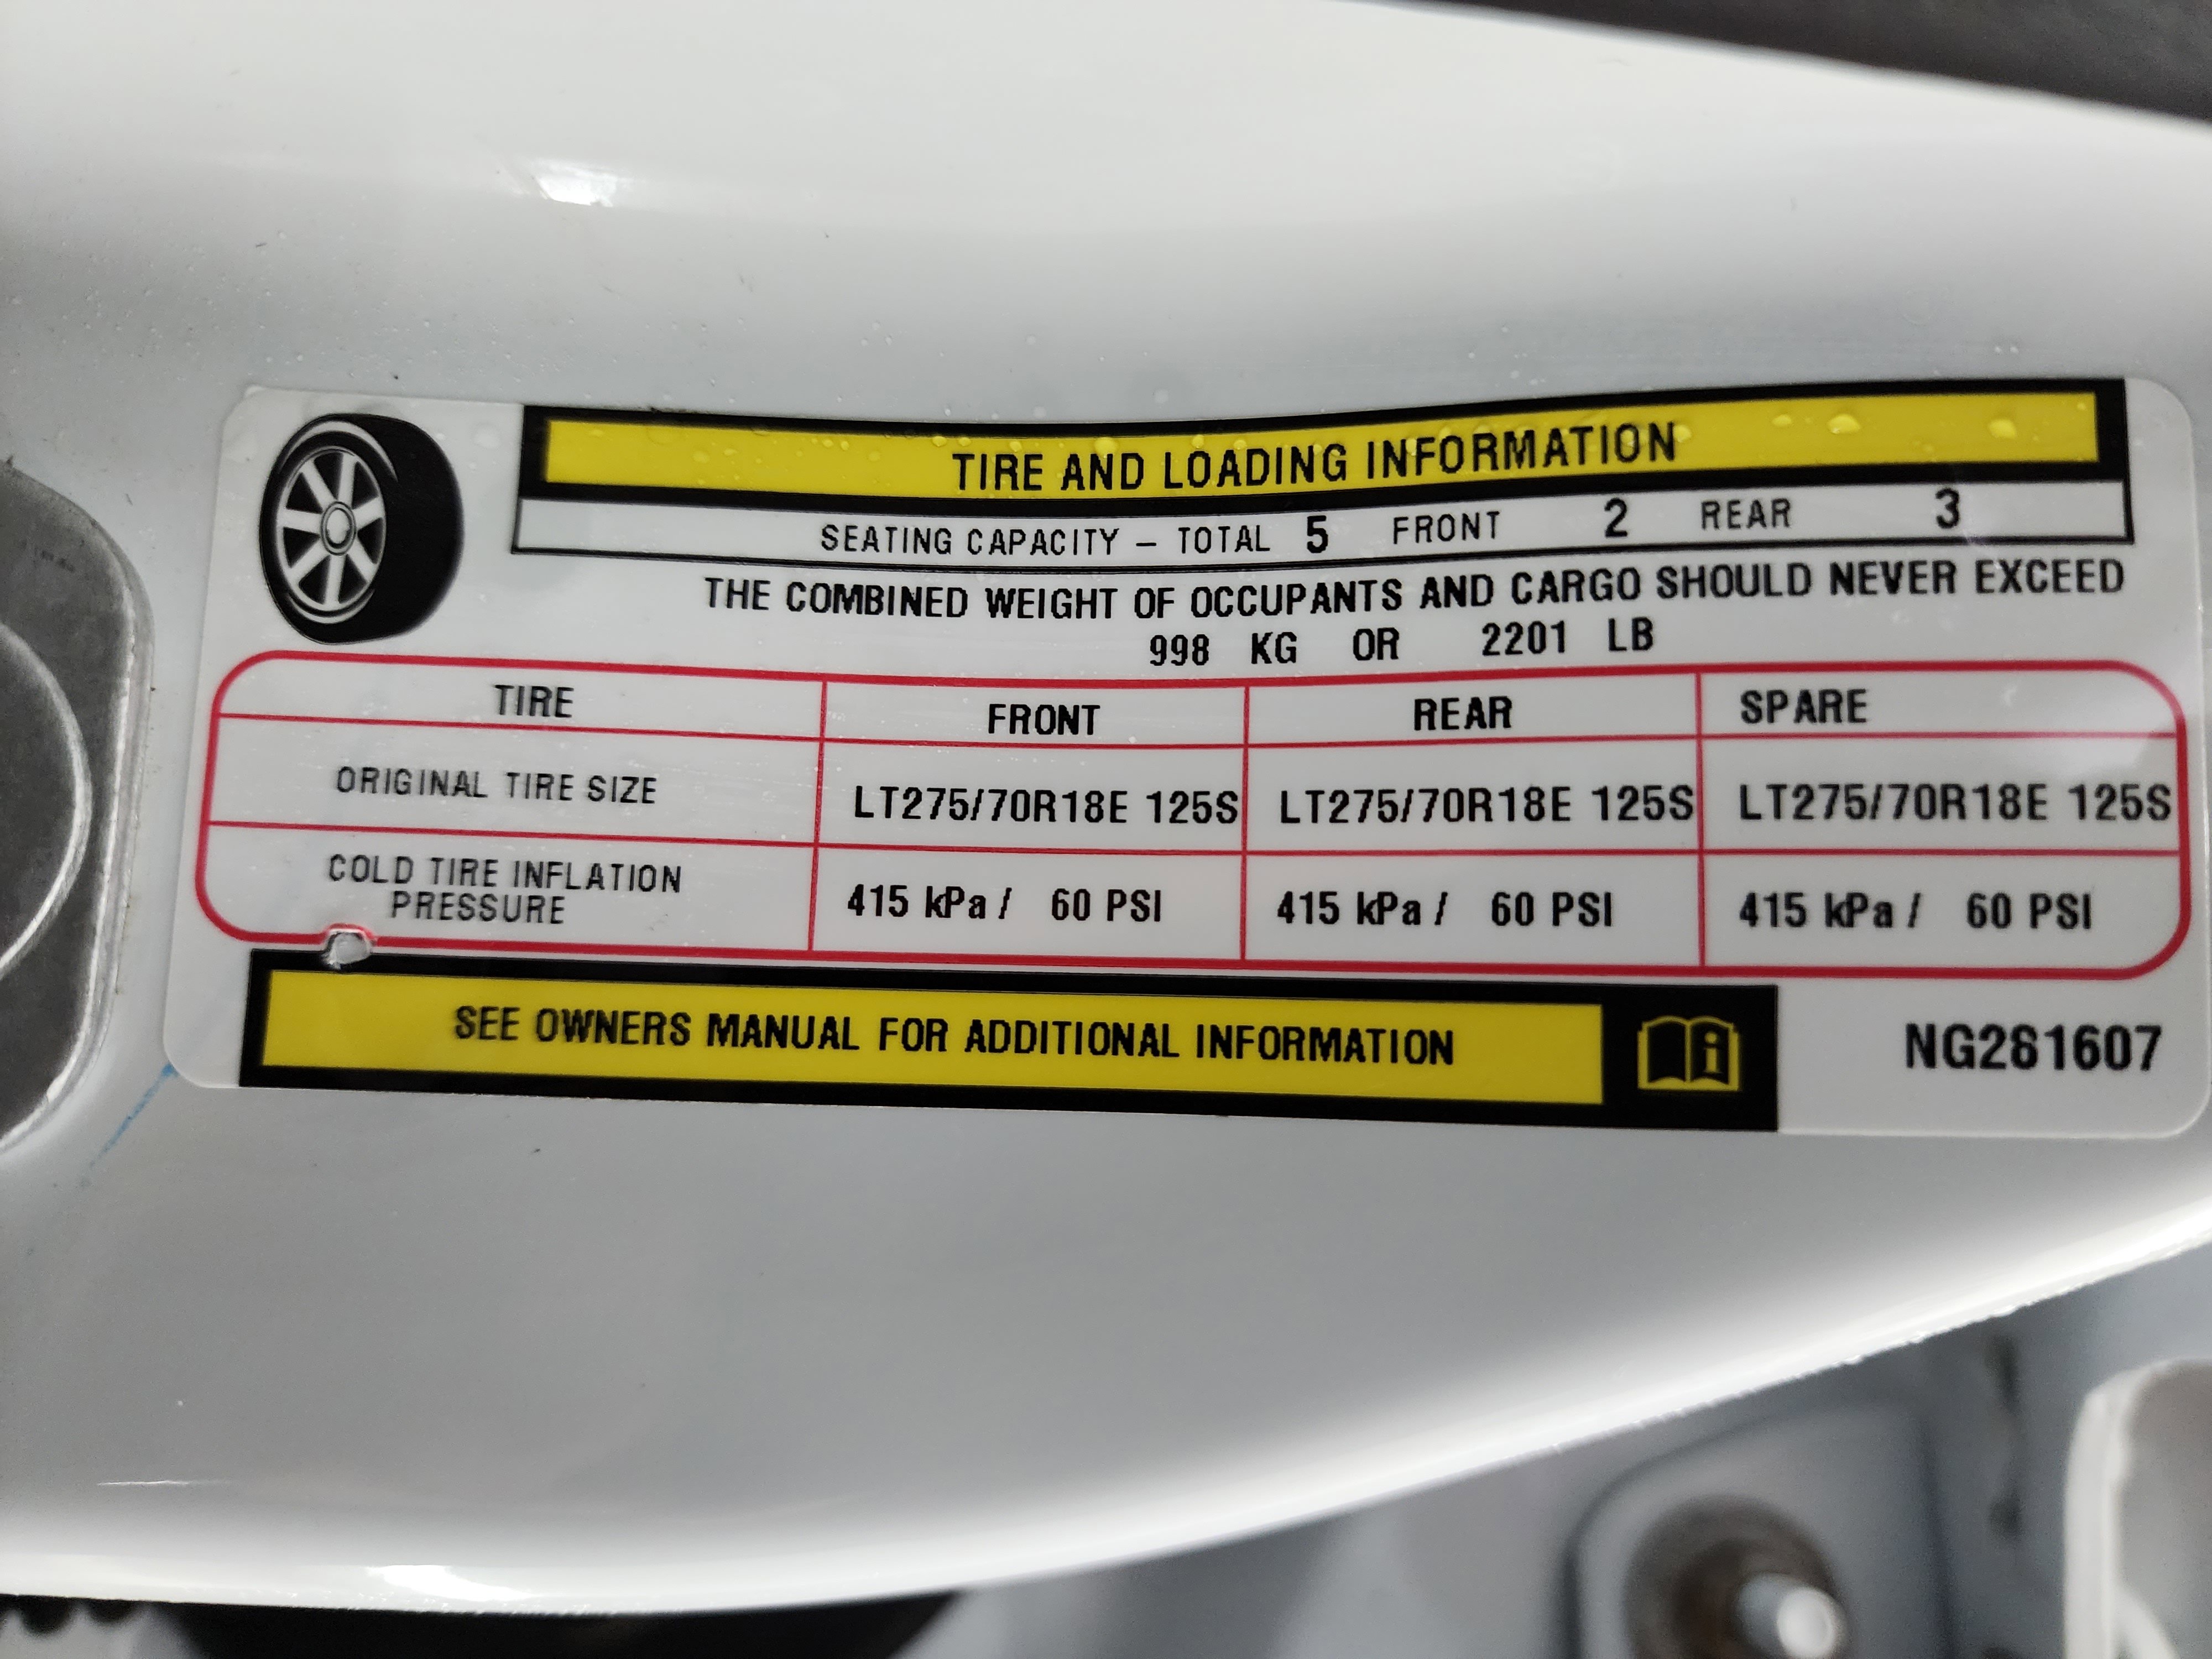 TIRE AND LOADING INFORMATION
SEATING CAPACITY – TOTAL 5 FRONT 2 REAR 3
THE COMBINED WEIGHT OF OCCUPANTS AND CARGO SHOULD NEVER EXCEED
998 KG OR 2201 LB
TIRE FRONT REAR SPARE
ORIGINAL TIRE SIZE LT275/70R18E 125S LT275/70R18E 125S LT275/70R18E 125S
COLD TIRE INFLATION
PRESSURE 415 kPa / 60 PSI 415 kPa / 60 PSI 415 kPa / 60 PSI
SEE OWNERS MANUAL FOR ADDITIONAL INFORMATION
NG281607